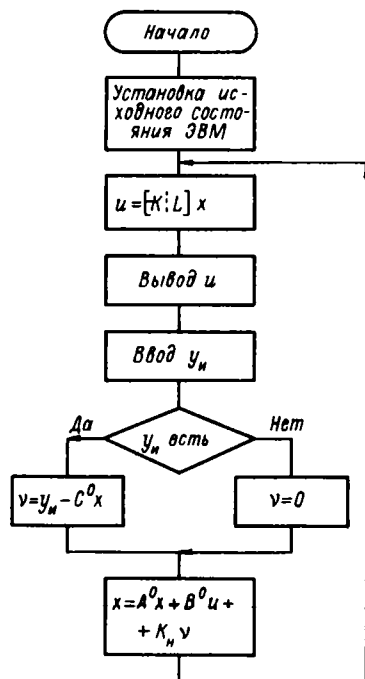 Начало
Установка ис-
ходного состо-
яния ЭВМ
u = [-K⋮L] x
Вывод u
Ввод yи
Да
Нет
yи есть
ν = yи - C⁰x
ν = 0
x = A⁰x + B⁰u +
+ Kн ν